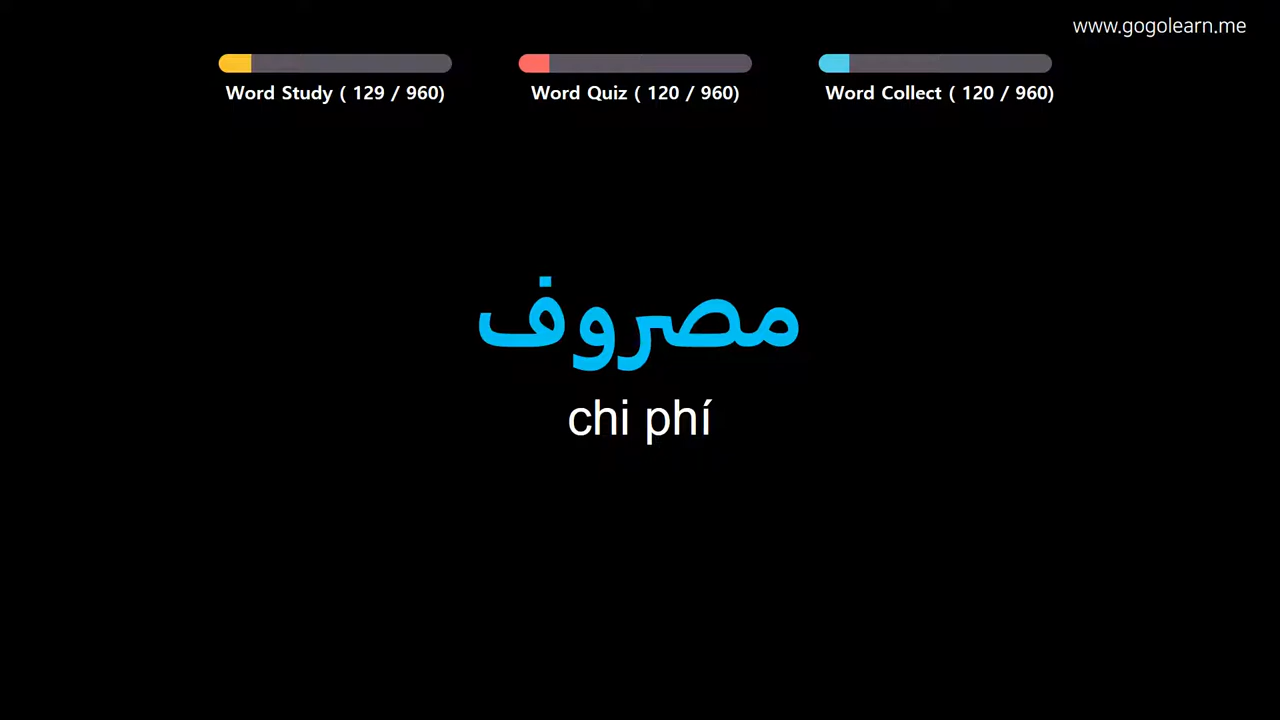 www.gogolearn.me
Word Study ( 129 / 960)
Word Quiz ( 120 / 960)
Word Collect ( 120 / 960)
مصروف
chi phí